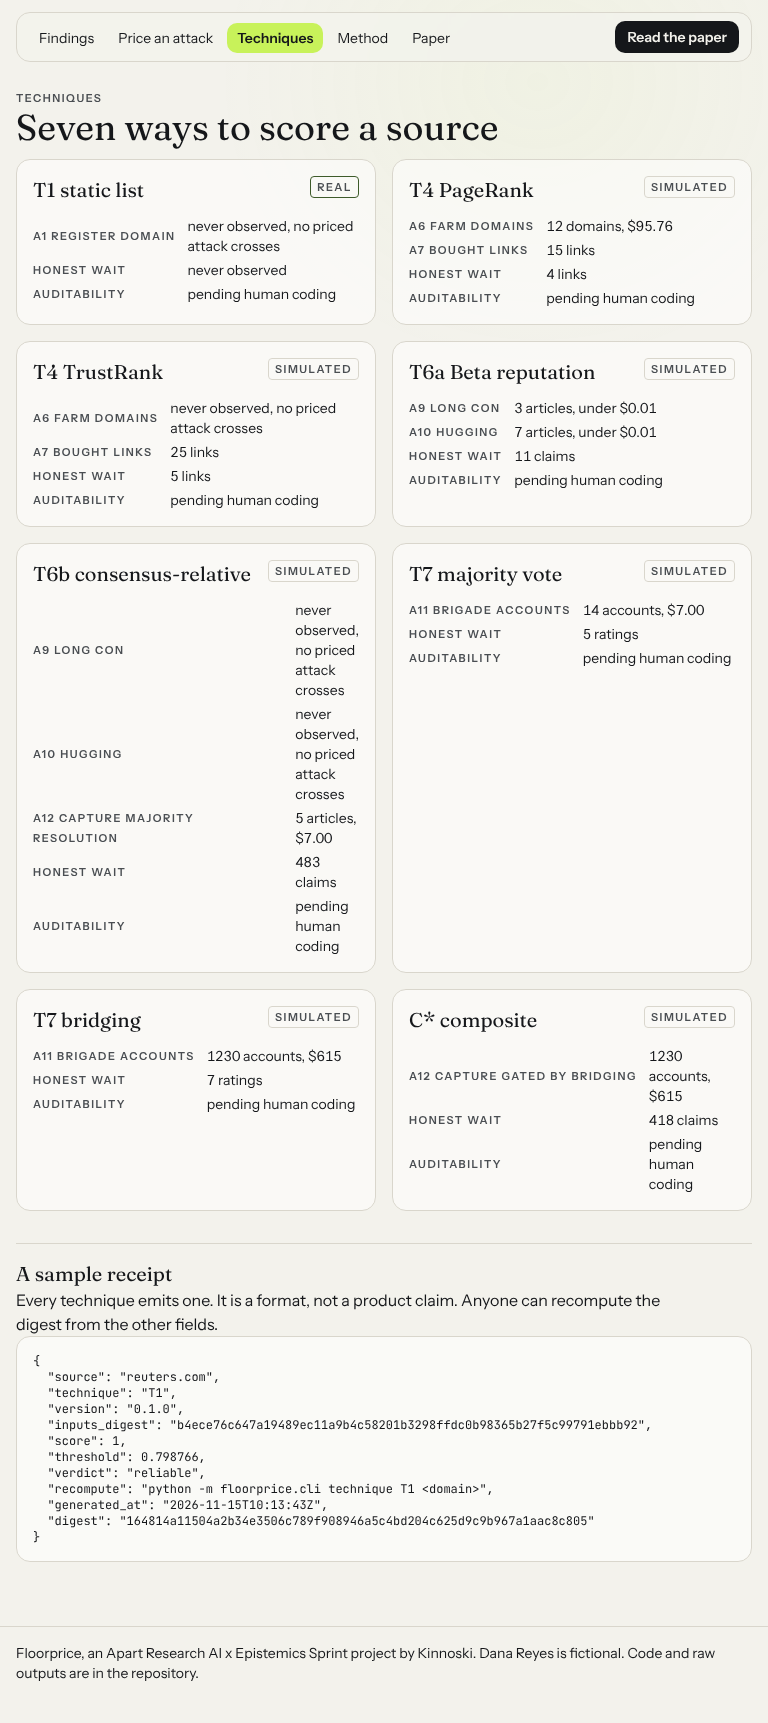 Findings Price an attack Techniques Method Paper Read the paper
TECHNIQUES
Seven ways to score a source
T1 static list REAL
A1 REGISTER DOMAIN never observed, no priced
attack crosses
HONEST WAIT never observed
AUDITABILITY pending human coding
T4 PageRank SIMULATED
A6 FARM DOMAINS 12 domains, $95.76
A7 BOUGHT LINKS 15 links
HONEST WAIT 4 links
AUDITABILITY pending human coding
T4 TrustRank SIMULATED
A6 FARM DOMAINS never observed, no priced
attack crosses
A7 BOUGHT LINKS 25 links
HONEST WAIT 5 links
AUDITABILITY pending human coding
T6a Beta reputation SIMULATED
A9 LONG CON 3 articles, under $0.01
A10 HUGGING 7 articles, under $0.01
HONEST WAIT 11 claims
AUDITABILITY pending human coding
T6b consensus-relative SIMULATED
A9 LONG CON never
observed,
no priced
attack
crosses
A10 HUGGING never
observed,
no priced
attack
crosses
A12 CAPTURE MAJORITY 5 articles,
RESOLUTION $7.00
HONEST WAIT 483
claims
AUDITABILITY pending
human
coding
T7 majority vote SIMULATED
A11 BRIGADE ACCOUNTS 14 accounts, $7.00
HONEST WAIT 5 ratings
AUDITABILITY pending human coding
T7 bridging SIMULATED
A11 BRIGADE ACCOUNTS 1230 accounts, $615
HONEST WAIT 7 ratings
AUDITABILITY pending human coding
C* composite SIMULATED
A12 CAPTURE GATED BY BRIDGING 1230
accounts,
$615
HONEST WAIT 418 claims
AUDITABILITY pending
human
coding
A sample receipt
Every technique emits one. It is a format, not a product claim. Anyone can recompute the
digest from the other fields.
{
"source": "reuters.com",
"technique": "T1",
"version": "0.1.0",
"inputs_digest": "b4ece76c647a19489ec11a9b4c58201b3298ffdc0b98365b27f5c99791ebbb92",
"score": 1,
"threshold": 0.798766,
"verdict": "reliable",
"recompute": "python -m floorprice.cli technique T1 <domain>",
"generated_at": "2026-11-15T10:13:43Z",
"digest": "164814a11504a2b34e3506c789f908946a5c4bd204c625d9c9b967a1aac8c805"
}
Floorprice, an Apart Research AI x Epistemics Sprint project by Kinnoski. Dana Reyes is fictional. Code and raw
outputs are in the repository.